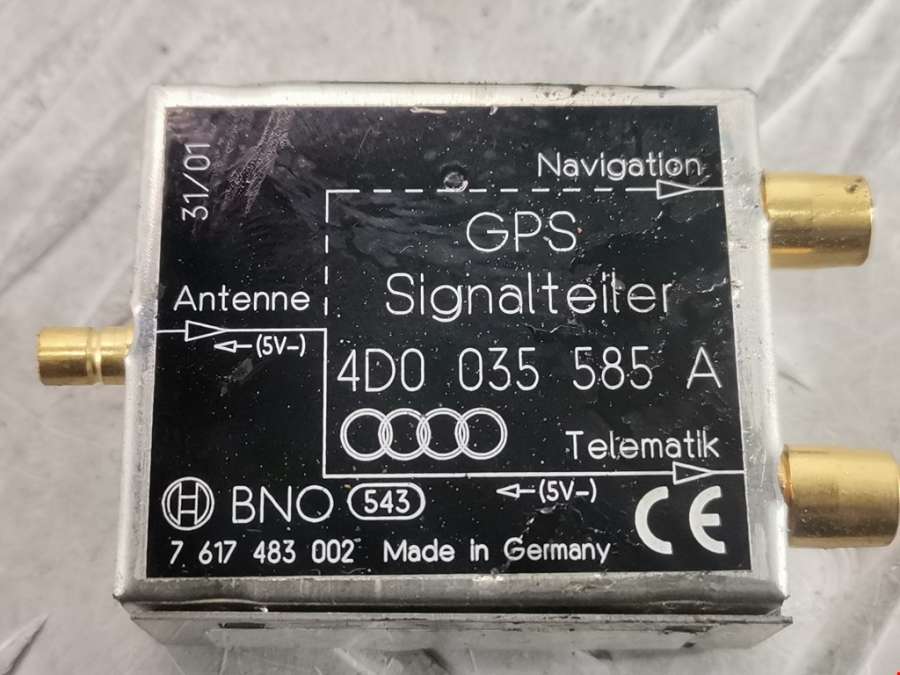 31/01
Navigation
GPS
Signalteiler
Antenne
(5V-)
4D0 035 585 A
Telematik
(5V-)
BNO 543
CE
7 617 483 002 Made in Germany